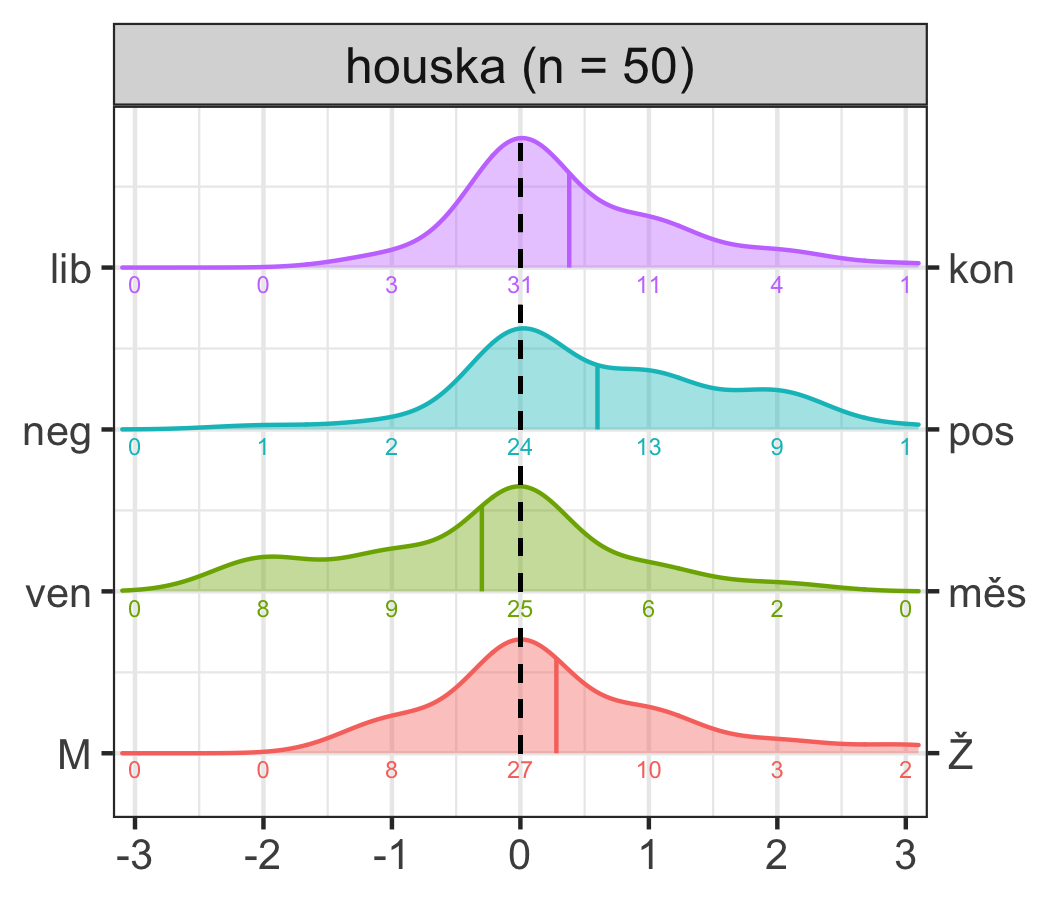 houska (n = 50)
lib kon
0 0 3 31 11 4 1
neg pos
0 1 2 24 13 9 1
ven měs
0 8 9 25 6 2 0
M Ž
0 0 8 27 10 3 2
-3 -2 -1 0 1 2 3